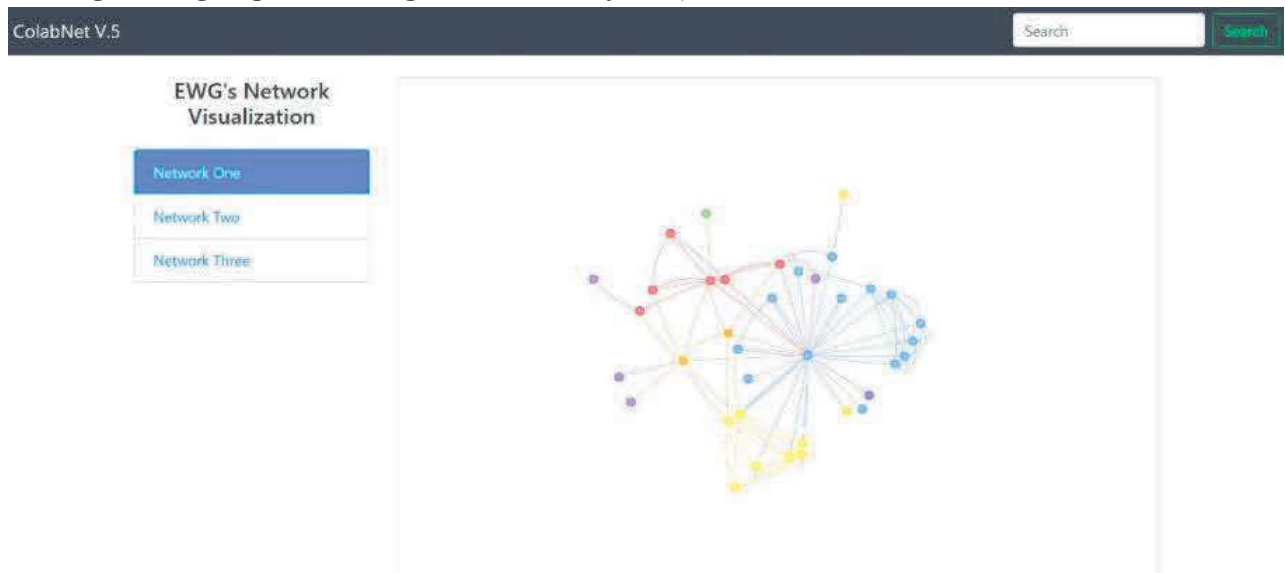 ColabNet V.5
Search
Search
EWG's Network
Visualization
Network One
Network Two
Network Three